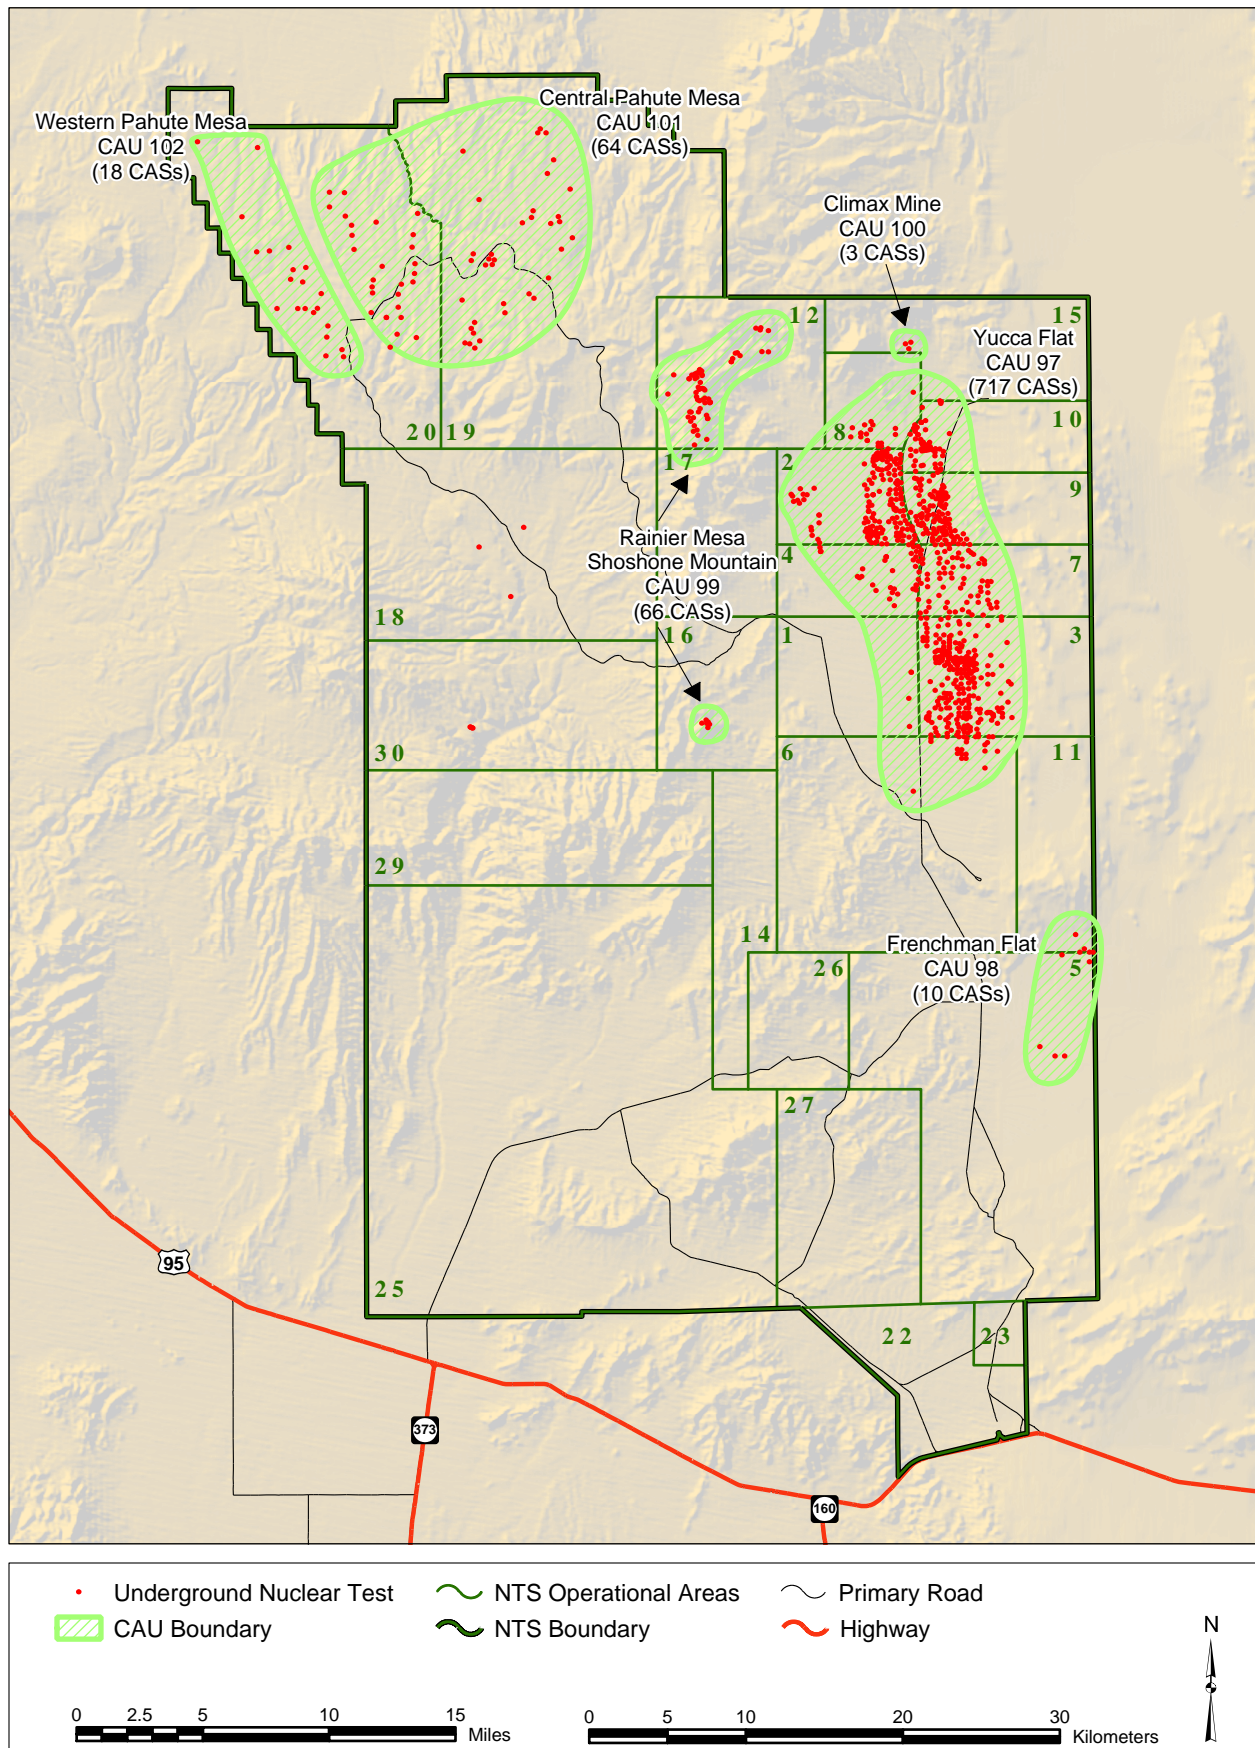 Western Pahute Mesa
CAU 102
(18 CASs)
Central Pahute Mesa
CAU 101
(64 CASs)
Climax Mine
CAU 100
(3 CASs)
12
15
Yucca Flat
CAU 97
(717 CASs)
10
20
19
8
17
2
9
Rainier Mesa
Shoshone Mountain
CAU 99
(66 CASs)
4
7
18
16
1
3
30
6
11
29
14
26
Frenchman Flat
CAU 98
(10 CASs)
5
27
95
25
22
23
373
160
Underground Nuclear Test
NTS Operational Areas
Primary Road
CAU Boundary
NTS Boundary
Highway
N
0 2.5 5 10 15
Miles
0 5 10 20 30
Kilometers